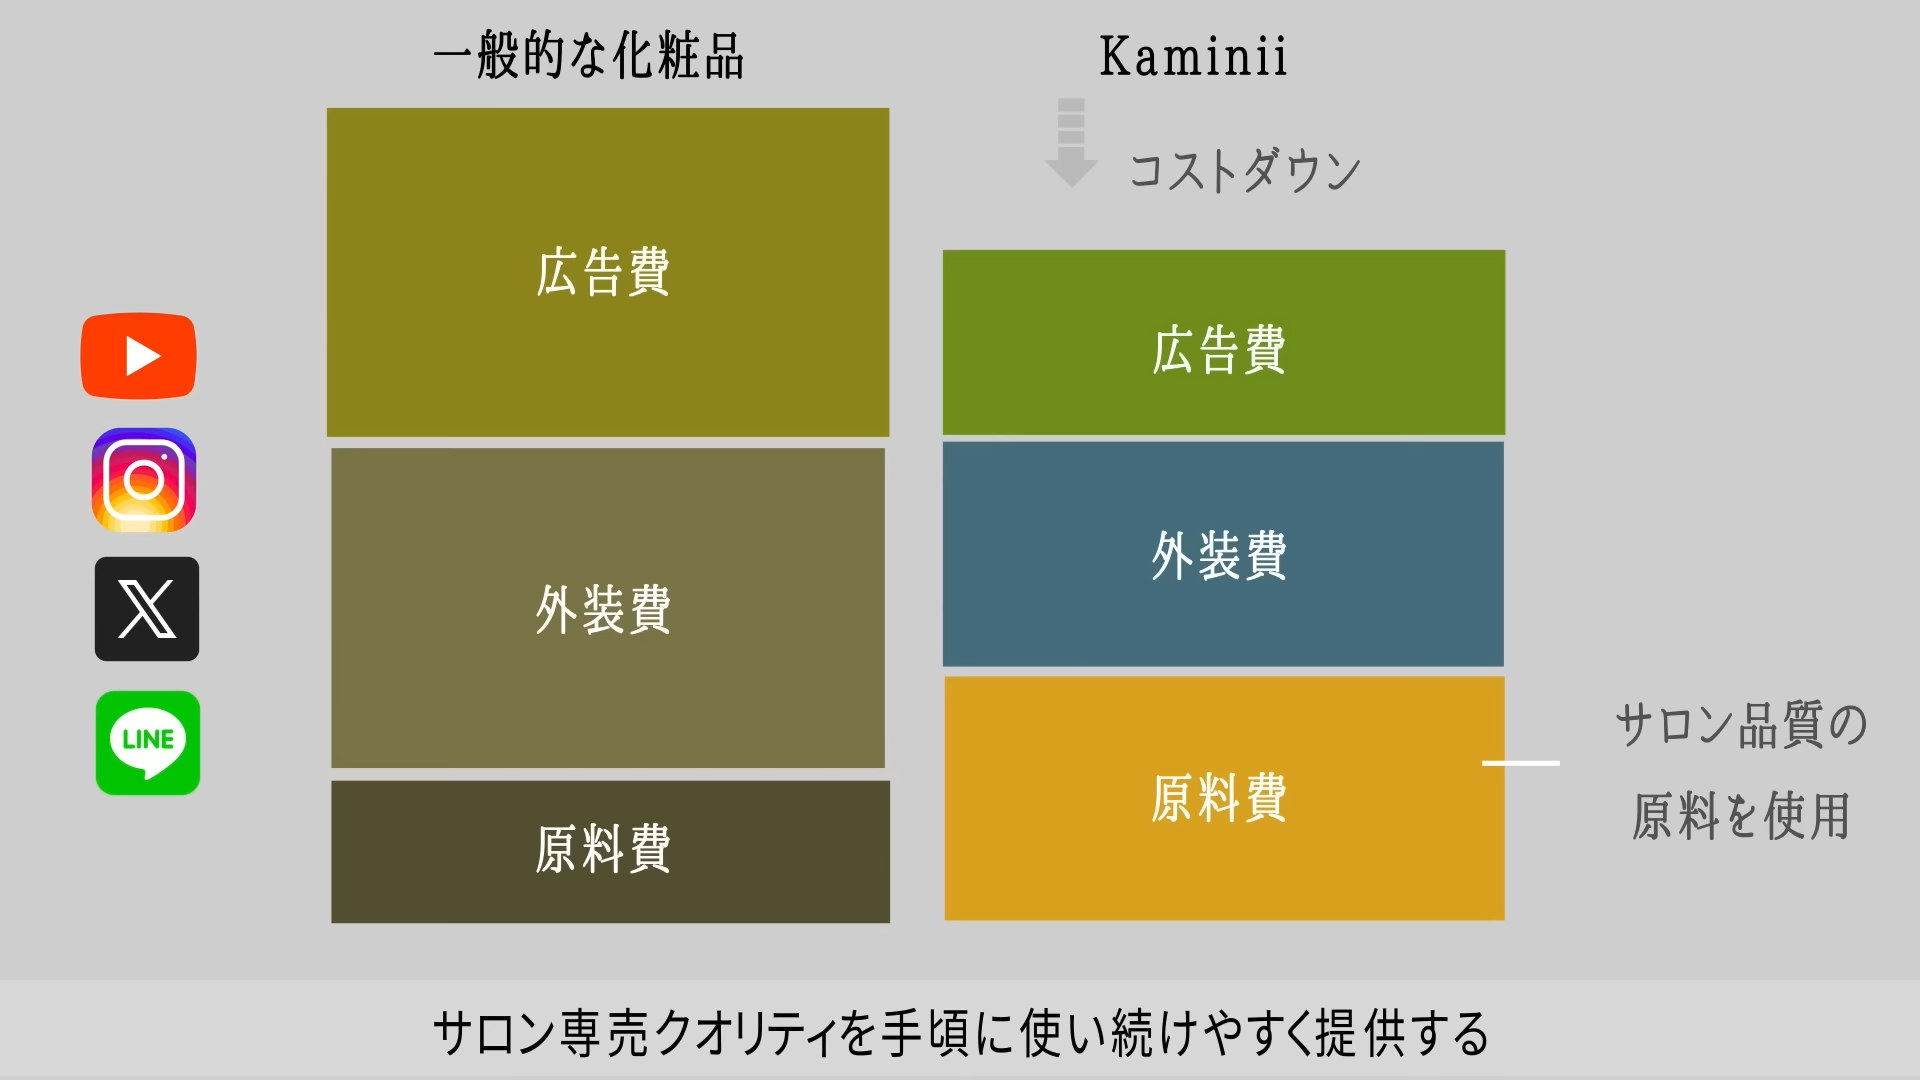 一般的な化粧品
Kaminii
コストダウン
広告費
外装費
原料費
広告費
外装費
原料費
サロン品質の
原料を使用
LINE
サロン専売クオリティを手頃に使い続けやすく提供する